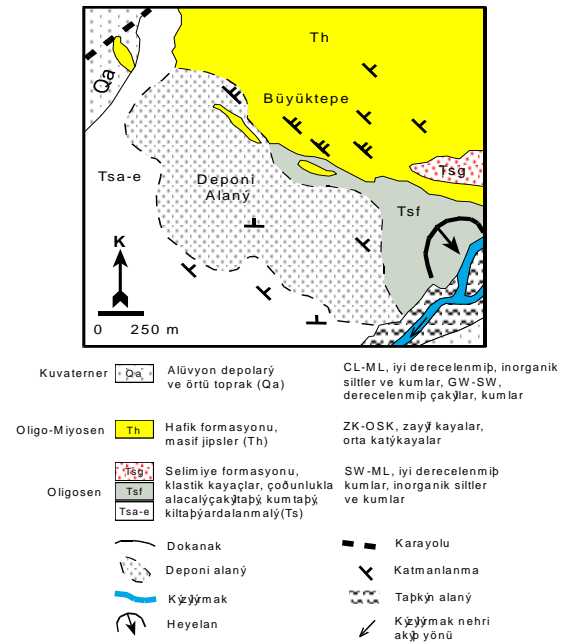 Th
Qa
Büyüktepe
Tsg
Tsa-e
Deponi
Alaný
Tsf
K
0 250 m
Kuvaterner
Qa
Alüvyon depolarý
ve örtü toprak (Qa)
CL-ML, iyi derecelenmiþ, inorganik
siltler ve kumlar, GW-SW,
derecelenmiþ çakýllar, kumlar
Oligo-Miyosen
Th
Hafik formasyonu,
masif jipsler (Th)
ZK-OSK, zayýf kayalar,
orta katýkayalar
Oligosen
Tsg
Tsf
Tsa-e
Selimiye formasyonu,
klastik kayaçlar, çoðunlukla
alacalýçakýltaþý, kumtaþý,
kiltaþýardalanmalý(Ts)
SW-ML, iyi derecelenmiþ
kumlar, inorganik siltler
ve kumlar
Dokanak
Karayolu
Deponi alaný
Katmanlanma
Kýzýlýrmak
Taþkýn alaný
Heyelan
Kýzýlýrmak nehri
akýþ yönü